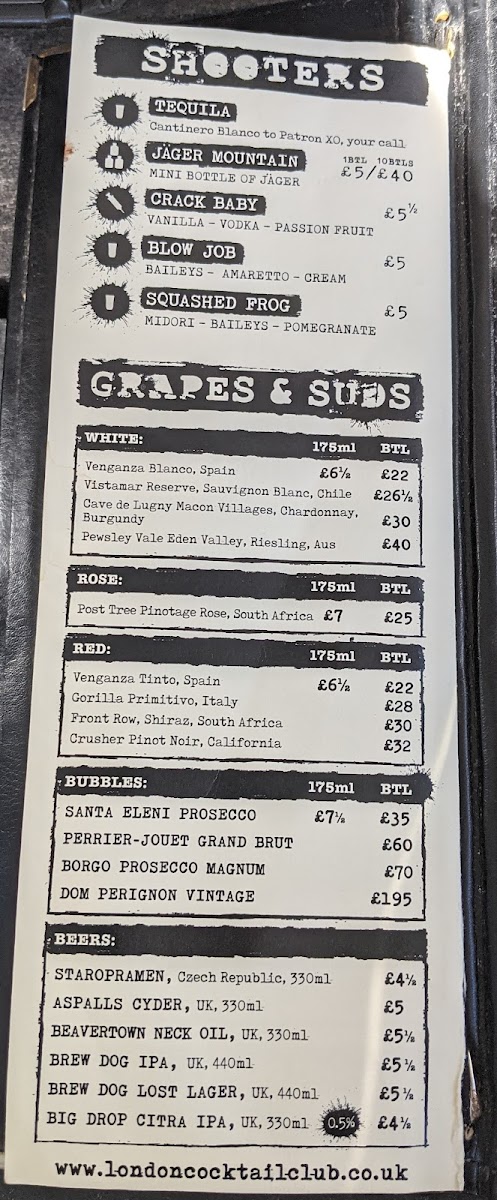 SHOOTERS
TEQUILA
Cantinero Blanco to Patron XO, your call
JAGER MOUNTAIN 1BTL 10BTLS
MINI BOTTLE OF JAGER £5/£40
CRACK BABY £5½
VANILLA - VODKA - PASSION FRUIT
BLOW JOB £5
BAILEYS - AMARETTO - CREAM
SQUASHED FROG £5
MIDORI - BAILEYS - POMEGRANATE
GRAPES & SUDS
WHITE: 175ml BTL
Venganza Blanco, Spain £6½ £22
Vistamar Reserve, Sauvignon Blanc, Chile £26½
Cave de Lugny Macon Villages, Chardonnay,
Burgundy £30
Pewsley Vale Eden Valley, Riesling, Aus £40
ROSE: 175ml BTL
Post Tree Pinotage Rose, South Africa £7 £25
RED: 175ml BTL
Venganza Tinto, Spain £6½ £22
Gorilla Primitivo, Italy £28
Front Row, Shiraz, South Africa £30
Crusher Pinot Noir, California £32
BUBBLES: 175ml BTL
SANTA ELENI PROSECCO £7½ £35
PERRIER-JOUET GRAND BRUT £60
BORGO PROSECCO MAGNUM £70
DOM PERIGNON VINTAGE £195
BEERS:
STAROPRAMEN, Czech Republic, 330ml £4½
ASPALLS CYDER, UK, 330ml £5
BEAVERTOWN NECK OIL, UK, 330ml £5½
BREW DOG IPA, UK, 440ml £5½
BREW DOG LOST LAGER, UK, 440ml £5½
BIG DROP CITRA IPA, UK, 330ml 0.5% £4½
www.londoncocktailclub.co.uk